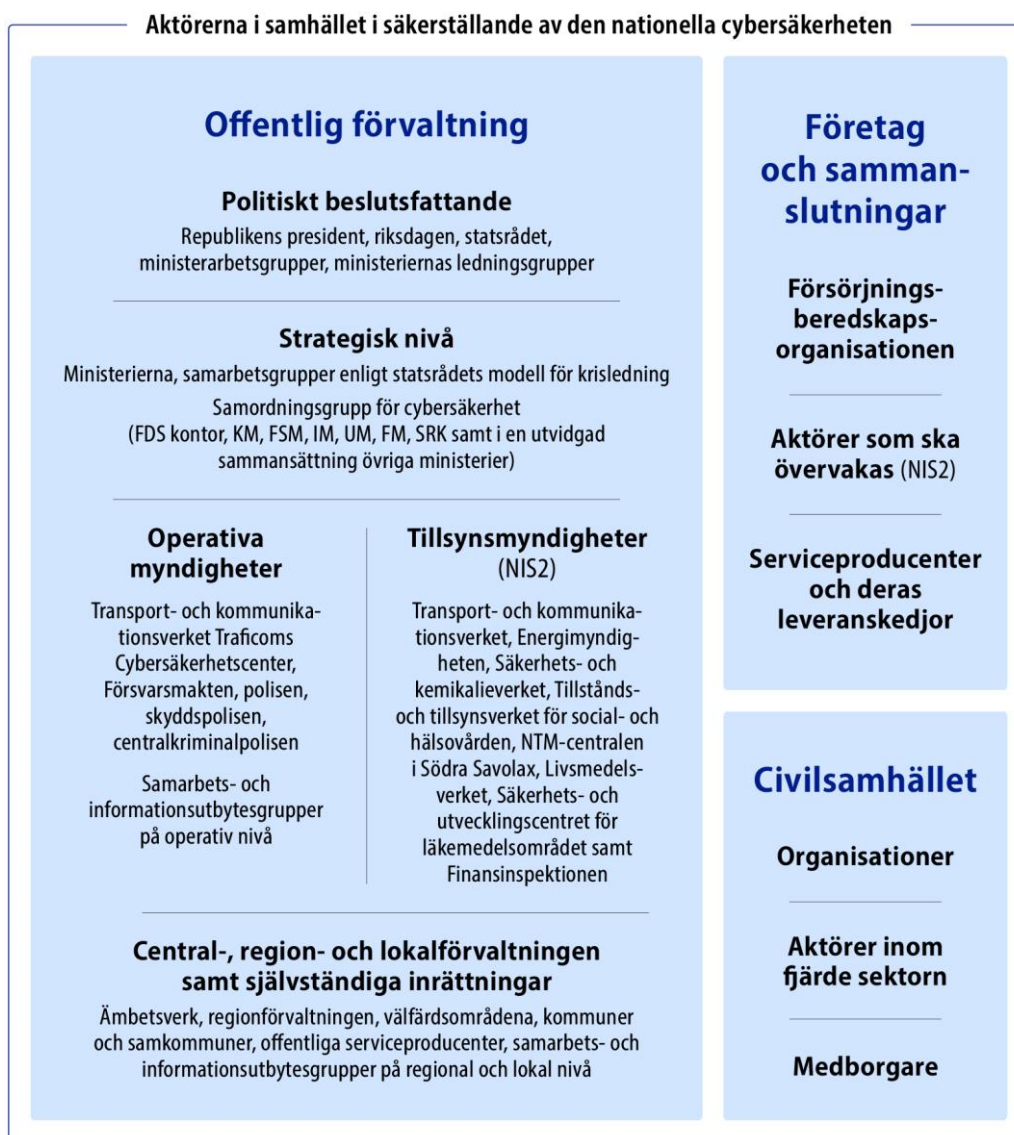 Aktörerna i samhället i säkerställande av den nationella cybersäkerheten
Offentlig förvaltning
Politiskt beslutsfattande
Republikens president, riksdagen, statsrådet,
ministerarbetsgrupper, ministeriernas ledningsgrupper
Strategisk nivå
Ministerierna, samarbetsgrupper enligt statsrådets modell för krisledning
Samordningsgrupp för cybersäkerhet
(FDS kontor, KM, FSM, IM, UM, FM, SRK samt i en utvidgad
sammansättning övriga ministerier)
Operativa
myndigheter
Transport- och kommunika-
tionsverket Traficoms
Cybersäkerhetscenter,
Försvarsmakten, polisen,
skyddspolisen,
centralkriminalpolisen
Samarbets- och
informationsutbytesgrupper
på operativ nivå
Tillsynsmyndigheter
(NIS2)
Transport- och kommunika-
tionsverket, Energimyndig-
heten, Säkerhets- och
kemikalieverket, Tillstånds-
och tillsynsverket för social- och
hälsovården, NTM-centralen
i Södra Savolax, Livsmedels-
verket, Säkerhets- och
utvecklingscentret för
läkemedelsområdet samt
Finansinspektionen
Central-, region- och lokalförvaltningen
samt självständiga inrättningar
Ämbetsverk, regionförvaltningen, välfärdsområdena, kommuner
och samkommuner, offentliga serviceproducenter, samarbets- och
informationsutbytesgrupper på regional och lokal nivå
Företag
och samman-
slutningar
Försörjnings-
beredskaps-
organisationen
Aktörer som ska
övervakas (NIS2)
Serviceproducenter
och deras
leveranskedjor
Civilsamhället
Organisationer
Aktörer inom
fjärde sektorn
Medborgare